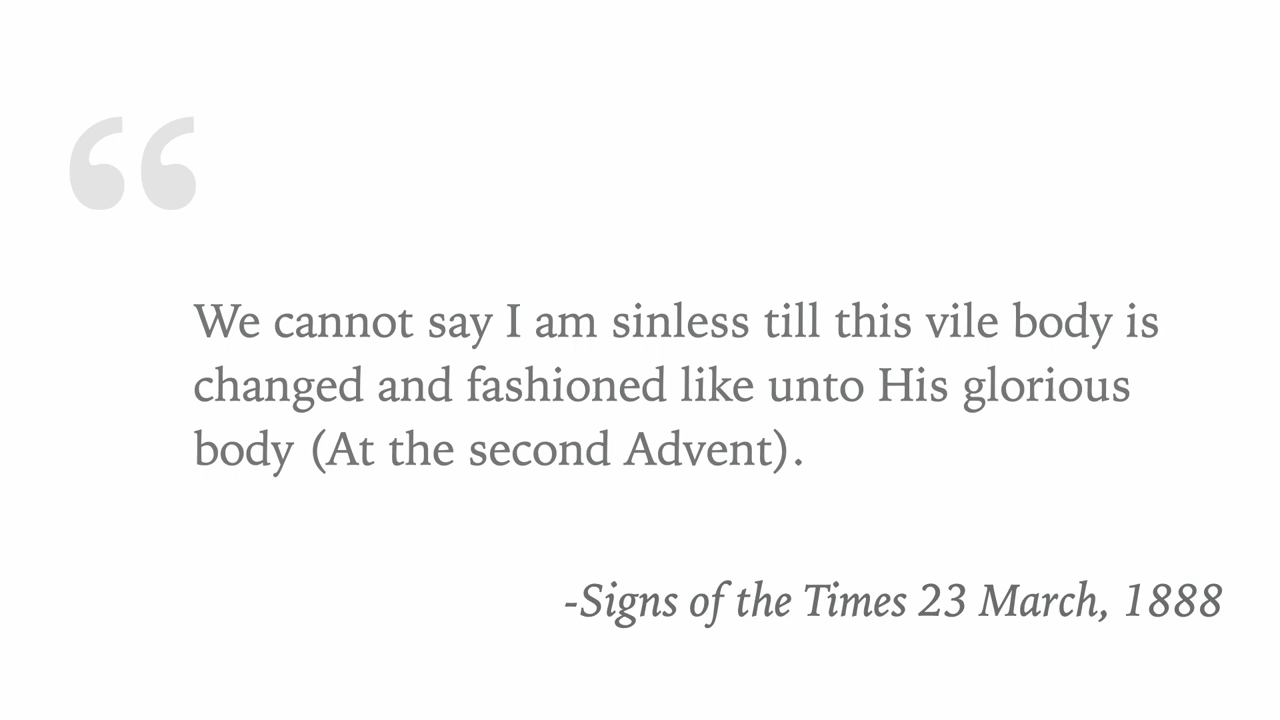 “
We cannot say I am sinless till this vile body is
changed and fashioned like unto His glorious
body (At the second Advent).
-Signs of the Times 23 March, 1888